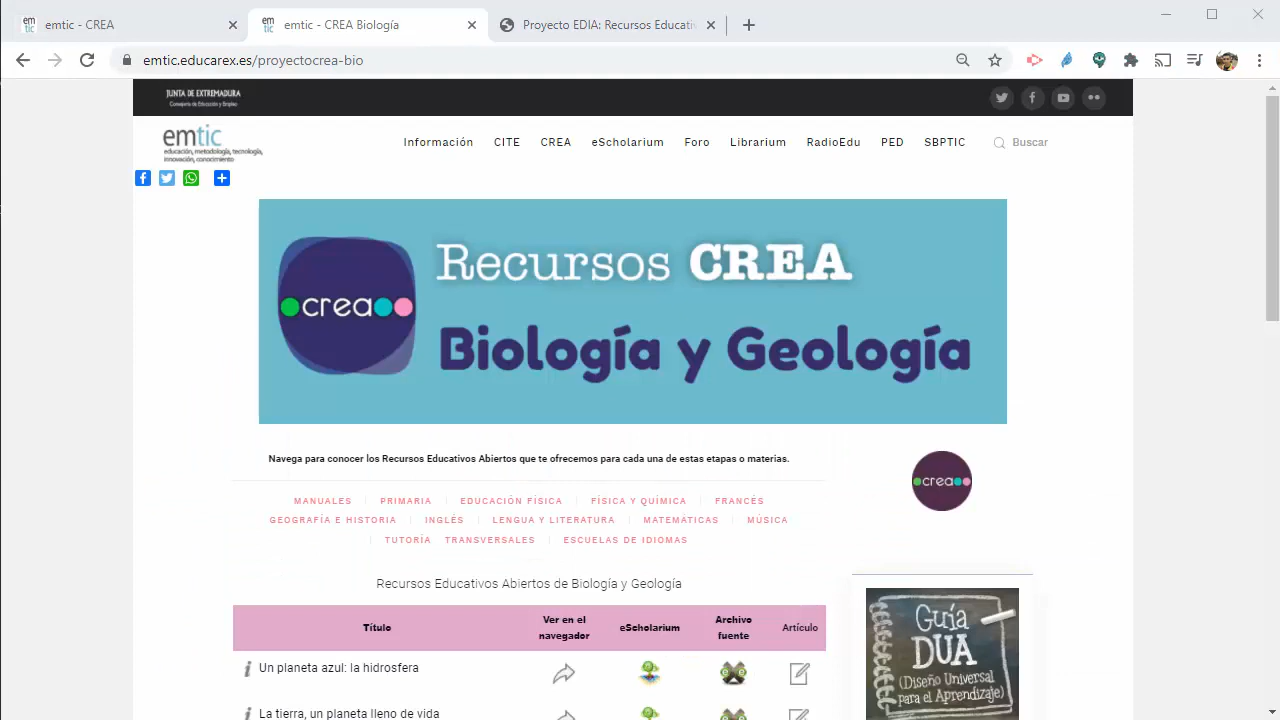 emtic - CREA
emtic - CREA Biología
Proyecto EDIA: Recursos Educativ
emtic.educarex.es/proyectocrea-bio
JUNTA DE EXTREMADURA
Consejería de Educación y Empleo
emtic
educación, metodología, tecnología,
innovación, conocimiento
Información CITE CREA eScholarium Foro Librarium RadioEdu PED SBPTIC Buscar
Recursos CREA
crea
Biología y Geología
Navega para conocer los Recursos Educativos Abiertos que te ofrecemos para cada una de estas etapas o materias.
crea
MANUALES PRIMARIA EDUCACIÓN FÍSICA FÍSICA Y QUÍMICA FRANCÉS
GEOGRAFÍA E HISTORIA INGLÉS LENGUA Y LITERATURA MATEMÁTICAS MÚSICA
TUTORÍA TRANSVERSALES ESCUELAS DE IDIOMAS
Recursos Educativos Abiertos de Biología y Geología
Título Ver en el navegador eScholarium Archivo fuente Artículo
Un planeta azul: la hidrosfera
La tierra, un planeta lleno de vida
Guía
DUA
(Diseño Universal
para el Aprendizaje)